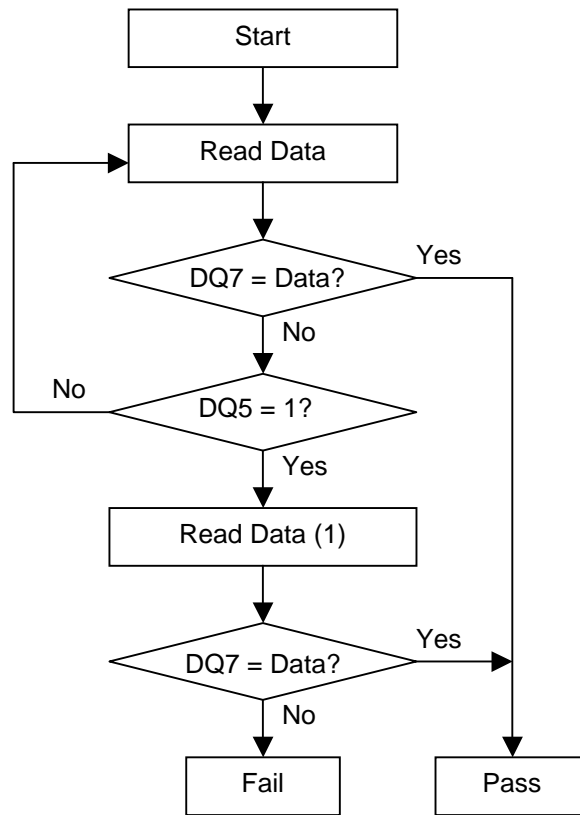 Start
Read Data
DQ7 = Data?
Yes
No
DQ5 = 1?
No
Yes
Read Data (1)
DQ7 = Data?
Yes
No
Fail
Pass